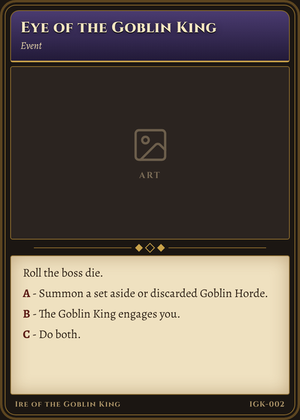 Eye of the Goblin King
Event
ART
Roll the boss die.
A - Summon a set aside or discarded Goblin Horde.
B - The Goblin King engages you.
C - Do both.
Ire of the Goblin King
IGK-002